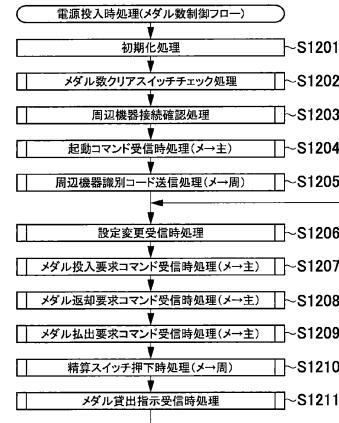 電源投入時処理(メダル数制御フロー)
初期化処理 ~S1201
メダル数クリアスイッチチェック処理 ~S1202
周辺機器接続確認処理 ~S1203
起動コマンド受信時処理(メ→主) ~S1204
周辺機器識別コード送信処理(メ→周) ~S1205
設定変更受信時処理 ~S1206
メダル投入要求コマンド受信時処理(メ→主) ~S1207
メダル返却要求コマンド受信時処理(メ→主) ~S1208
メダル払出要求コマンド受信時処理(メ→主) ~S1209
精算スイッチ押下時処理(メ→周) ~S1210
メダル貸出指示受信時処理 ~S1211